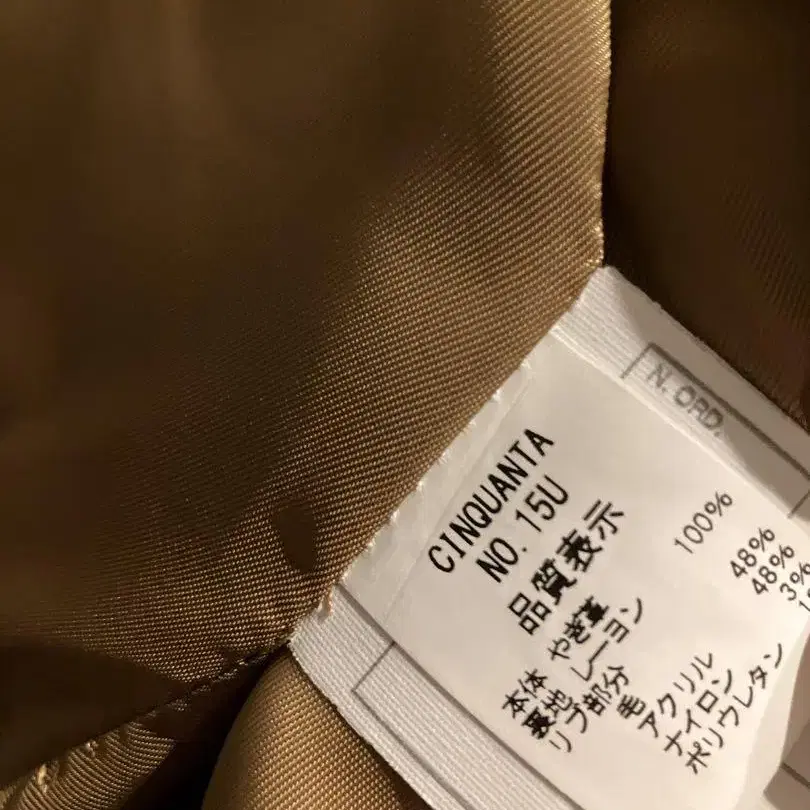 N. ORD.
CINQUANTA
NO. 15U
品質表示
本体 やぎ革
裏地 レーヨン 100%
リブ部分
毛 48%
アクリル 48%
ナイロン 3%
ポリウレタン